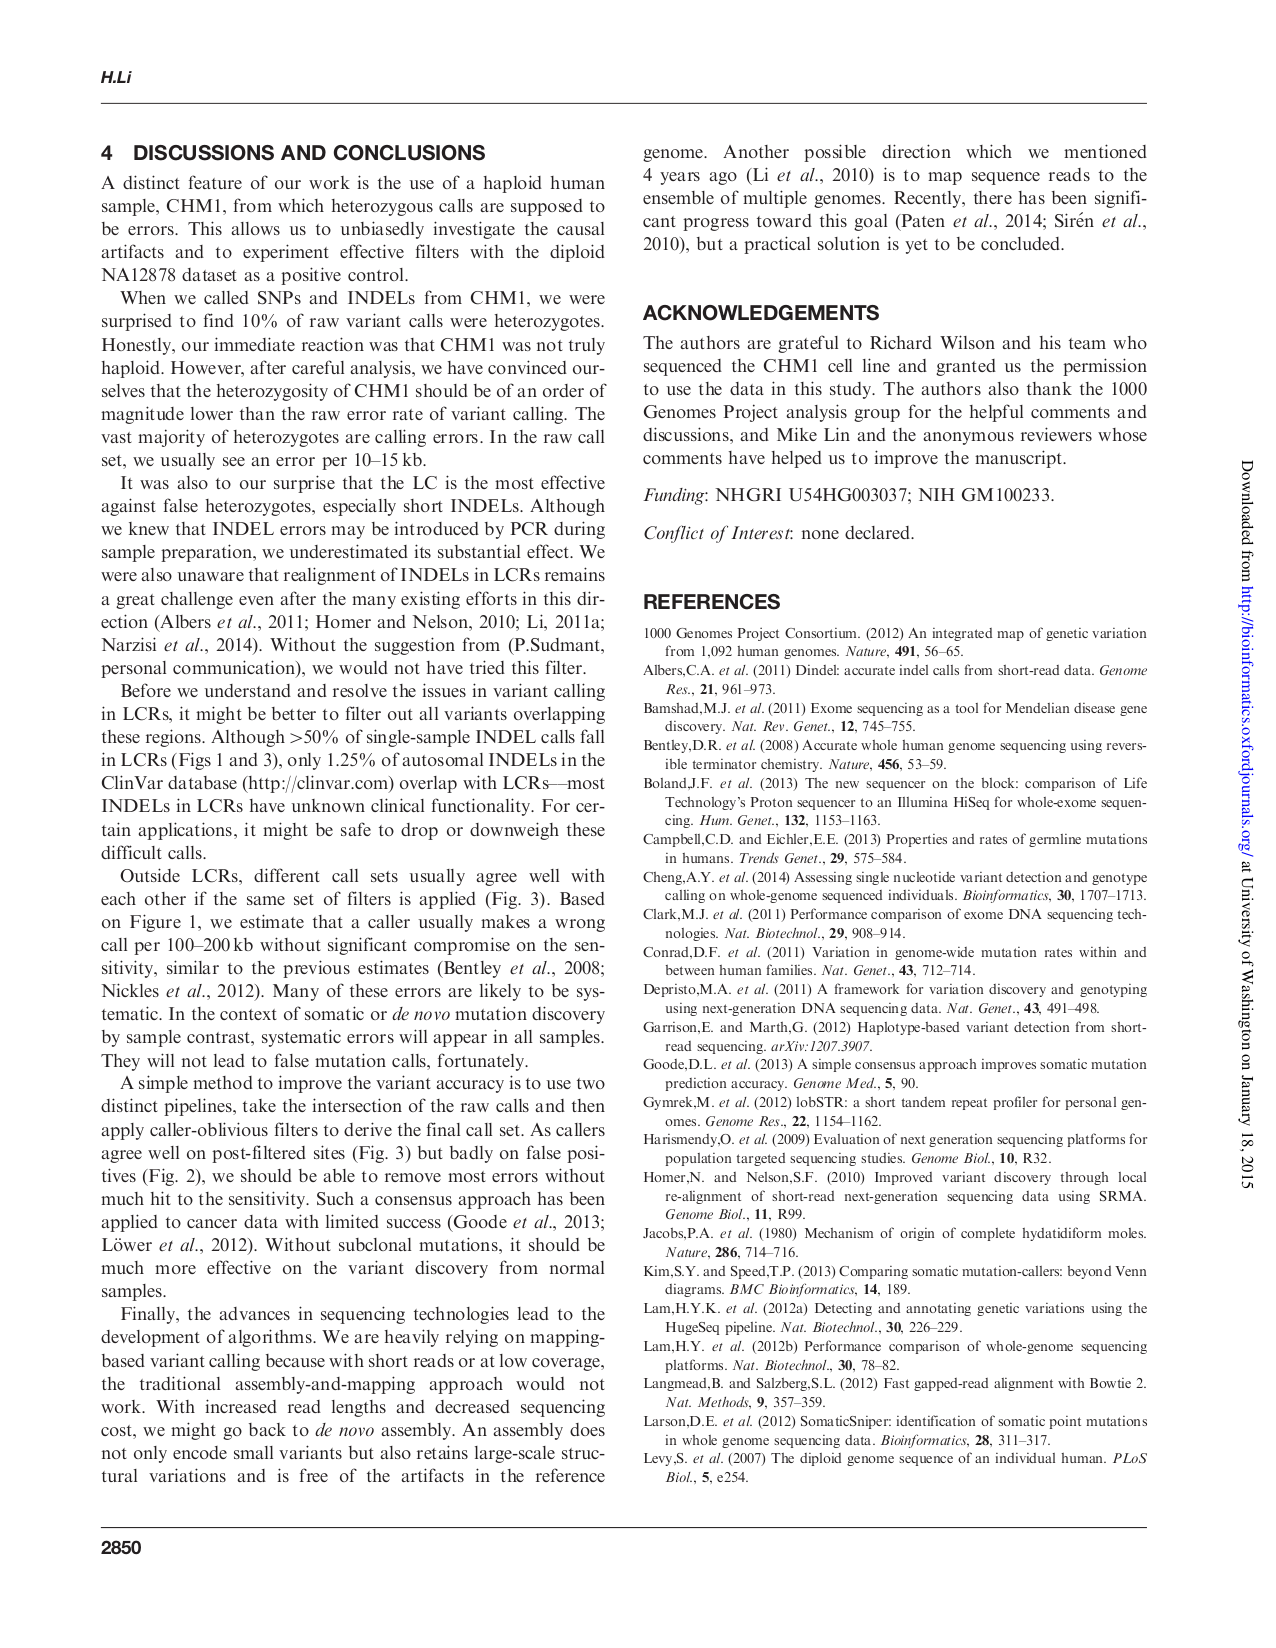 H.Li
4 DISCUSSIONS AND CONCLUSIONS
A distinct feature of our work is the use of a haploid human
sample, CHM1, from which heterozygous calls are supposed to
be errors. This allows us to unbiasedly investigate the causal
artifacts and to experiment effective filters with the diploid
NA12878 dataset as a positive control.
When we called SNPs and INDELs from CHM1, we were
surprised to find 10% of raw variant calls were heterozygotes.
Honestly, our immediate reaction was that CHM1 was not truly
haploid. However, after careful analysis, we have convinced our-
selves that the heterozygosity of CHM1 should be of an order of
magnitude lower than the raw error rate of variant calling. The
vast majority of heterozygotes are calling errors. In the raw call
set, we usually see an error per 10–15 kb.
It was also to our surprise that the LC is the most effective
against false heterozygotes, especially short INDELs. Although
we knew that INDEL errors may be introduced by PCR during
sample preparation, we underestimated its substantial effect. We
were also unaware that realignment of INDELs in LCRs remains
a great challenge even after the many existing efforts in this dir-
ection (Albers et al., 2011; Homer and Nelson, 2010; Li, 2011a;
Narzisi et al., 2014). Without the suggestion from (P.Sudmant,
personal communication), we would not have tried this filter.
Before we understand and resolve the issues in variant calling
in LCRs, it might be better to filter out all variants overlapping
these regions. Although >50% of single-sample INDEL calls fall
in LCRs (Figs 1 and 3), only 1.25% of autosomal INDELs in the
ClinVar database (http://clinvar.com) overlap with LCRs—most
INDELs in LCRs have unknown clinical functionality. For cer-
tain applications, it might be safe to drop or downweigh these
difficult calls.
Outside LCRs, different call sets usually agree well with
each other if the same set of filters is applied (Fig. 3). Based
on Figure 1, we estimate that a caller usually makes a wrong
call per 100–200 kb without significant compromise on the sen-
sitivity, similar to the previous estimates (Bentley et al., 2008;
Nickles et al., 2012). Many of these errors are likely to be sys-
tematic. In the context of somatic or de novo mutation discovery
by sample contrast, systematic errors will appear in all samples.
They will not lead to false mutation calls, fortunately.
A simple method to improve the variant accuracy is to use two
distinct pipelines, take the intersection of the raw calls and then
apply caller-oblivious filters to derive the final call set. As callers
agree well on post-filtered sites (Fig. 3) but badly on false posi-
tives (Fig. 2), we should be able to remove most errors without
much hit to the sensitivity. Such a consensus approach has been
applied to cancer data with limited success (Goode et al., 2013;
Löwer et al., 2012). Without subclonal mutations, it should be
much more effective on the variant discovery from normal
samples.
Finally, the advances in sequencing technologies lead to the
development of algorithms. We are heavily relying on mapping-
based variant calling because with short reads or at low coverage,
the traditional assembly-and-mapping approach would not
work. With increased read lengths and decreased sequencing
cost, we might go back to de novo assembly. An assembly does
not only encode small variants but also retains large-scale struc-
tural variations and is free of the artifacts in the reference
genome. Another possible direction which we mentioned
4 years ago (Li et al., 2010) is to map sequence reads to the
ensemble of multiple genomes. Recently, there has been signifi-
cant progress toward this goal (Paten et al., 2014; Sirén et al.,
2010), but a practical solution is yet to be concluded.
ACKNOWLEDGEMENTS
The authors are grateful to Richard Wilson and his team who
sequenced the CHM1 cell line and granted us the permission
to use the data in this study. The authors also thank the 1000
Genomes Project analysis group for the helpful comments and
discussions, and Mike Lin and the anonymous reviewers whose
comments have helped us to improve the manuscript.
Funding: NHGRI U54HG003037; NIH GM100233.
Conflict of Interest: none declared.
REFERENCES
1000 Genomes Project Consortium. (2012) An integrated map of genetic variation
from 1,092 human genomes. Nature, 491, 56–65.
Albers,C.A. et al. (2011) Dindel: accurate indel calls from short-read data. Genome
Res., 21, 961–973.
Bamshad,M.J. et al. (2011) Exome sequencing as a tool for Mendelian disease gene
discovery. Nat. Rev. Genet., 12, 745–755.
Bentley,D.R. et al. (2008) Accurate whole human genome sequencing using revers-
ible terminator chemistry. Nature, 456, 53–59.
Boland,J.F. et al. (2013) The new sequencer on the block: comparison of Life
Technology's Proton sequencer to an Illumina HiSeq for whole-exome sequen-
cing. Hum. Genet., 132, 1153–1163.
Campbell,C.D. and Eichler,E.E. (2013) Properties and rates of germline mutations
in humans. Trends Genet., 29, 575–584.
Cheng,A.Y. et al. (2014) Assessing single nucleotide variant detection and genotype
calling on whole-genome sequenced individuals. Bioinformatics, 30, 1707–1713.
Clark,M.J. et al. (2011) Performance comparison of exome DNA sequencing tech-
nologies. Nat. Biotechnol., 29, 908–914.
Conrad,D.F. et al. (2011) Variation in genome-wide mutation rates within and
between human families. Nat. Genet., 43, 712–714.
Depristo,M.A. et al. (2011) A framework for variation discovery and genotyping
using next-generation DNA sequencing data. Nat. Genet., 43, 491–498.
Garrison,E. and Marth,G. (2012) Haplotype-based variant detection from short-
read sequencing. arXiv:1207.3907.
Goode,D.L. et al. (2013) A simple consensus approach improves somatic mutation
prediction accuracy. Genome Med., 5, 90.
Gymrek,M. et al. (2012) lobSTR: a short tandem repeat profiler for personal gen-
omes. Genome Res., 22, 1154–1162.
Harismendy,O. et al. (2009) Evaluation of next generation sequencing platforms for
population targeted sequencing studies. Genome Biol., 10, R32.
Homer,N. and Nelson,S.F. (2010) Improved variant discovery through local
re-alignment of short-read next-generation sequencing data using SRMA.
Genome Biol., 11, R99.
Jacobs,P.A. et al. (1980) Mechanism of origin of complete hydatidiform moles.
Nature, 286, 714–716.
Kim,S.Y. and Speed,T.P. (2013) Comparing somatic mutation-callers: beyond Venn
diagrams. BMC Bioinformatics, 14, 189.
Lam,H.Y.K. et al. (2012a) Detecting and annotating genetic variations using the
HugeSeq pipeline. Nat. Biotechnol., 30, 226–229.
Lam,H.Y. et al. (2012b) Performance comparison of whole-genome sequencing
platforms. Nat. Biotechnol., 30, 78–82.
Langmead,B. and Salzberg,S.L. (2012) Fast gapped-read alignment with Bowtie 2.
Nat. Methods, 9, 357–359.
Larson,D.E. et al. (2012) SomaticSniper: identification of somatic point mutations
in whole genome sequencing data. Bioinformatics, 28, 311–317.
Levy,S. et al. (2007) The diploid genome sequence of an individual human. PLoS
Biol., 5, e254.
2850
Downloaded from http://bioinformatics.oxfordjournals.org/ at University of Washington on January 18, 2015